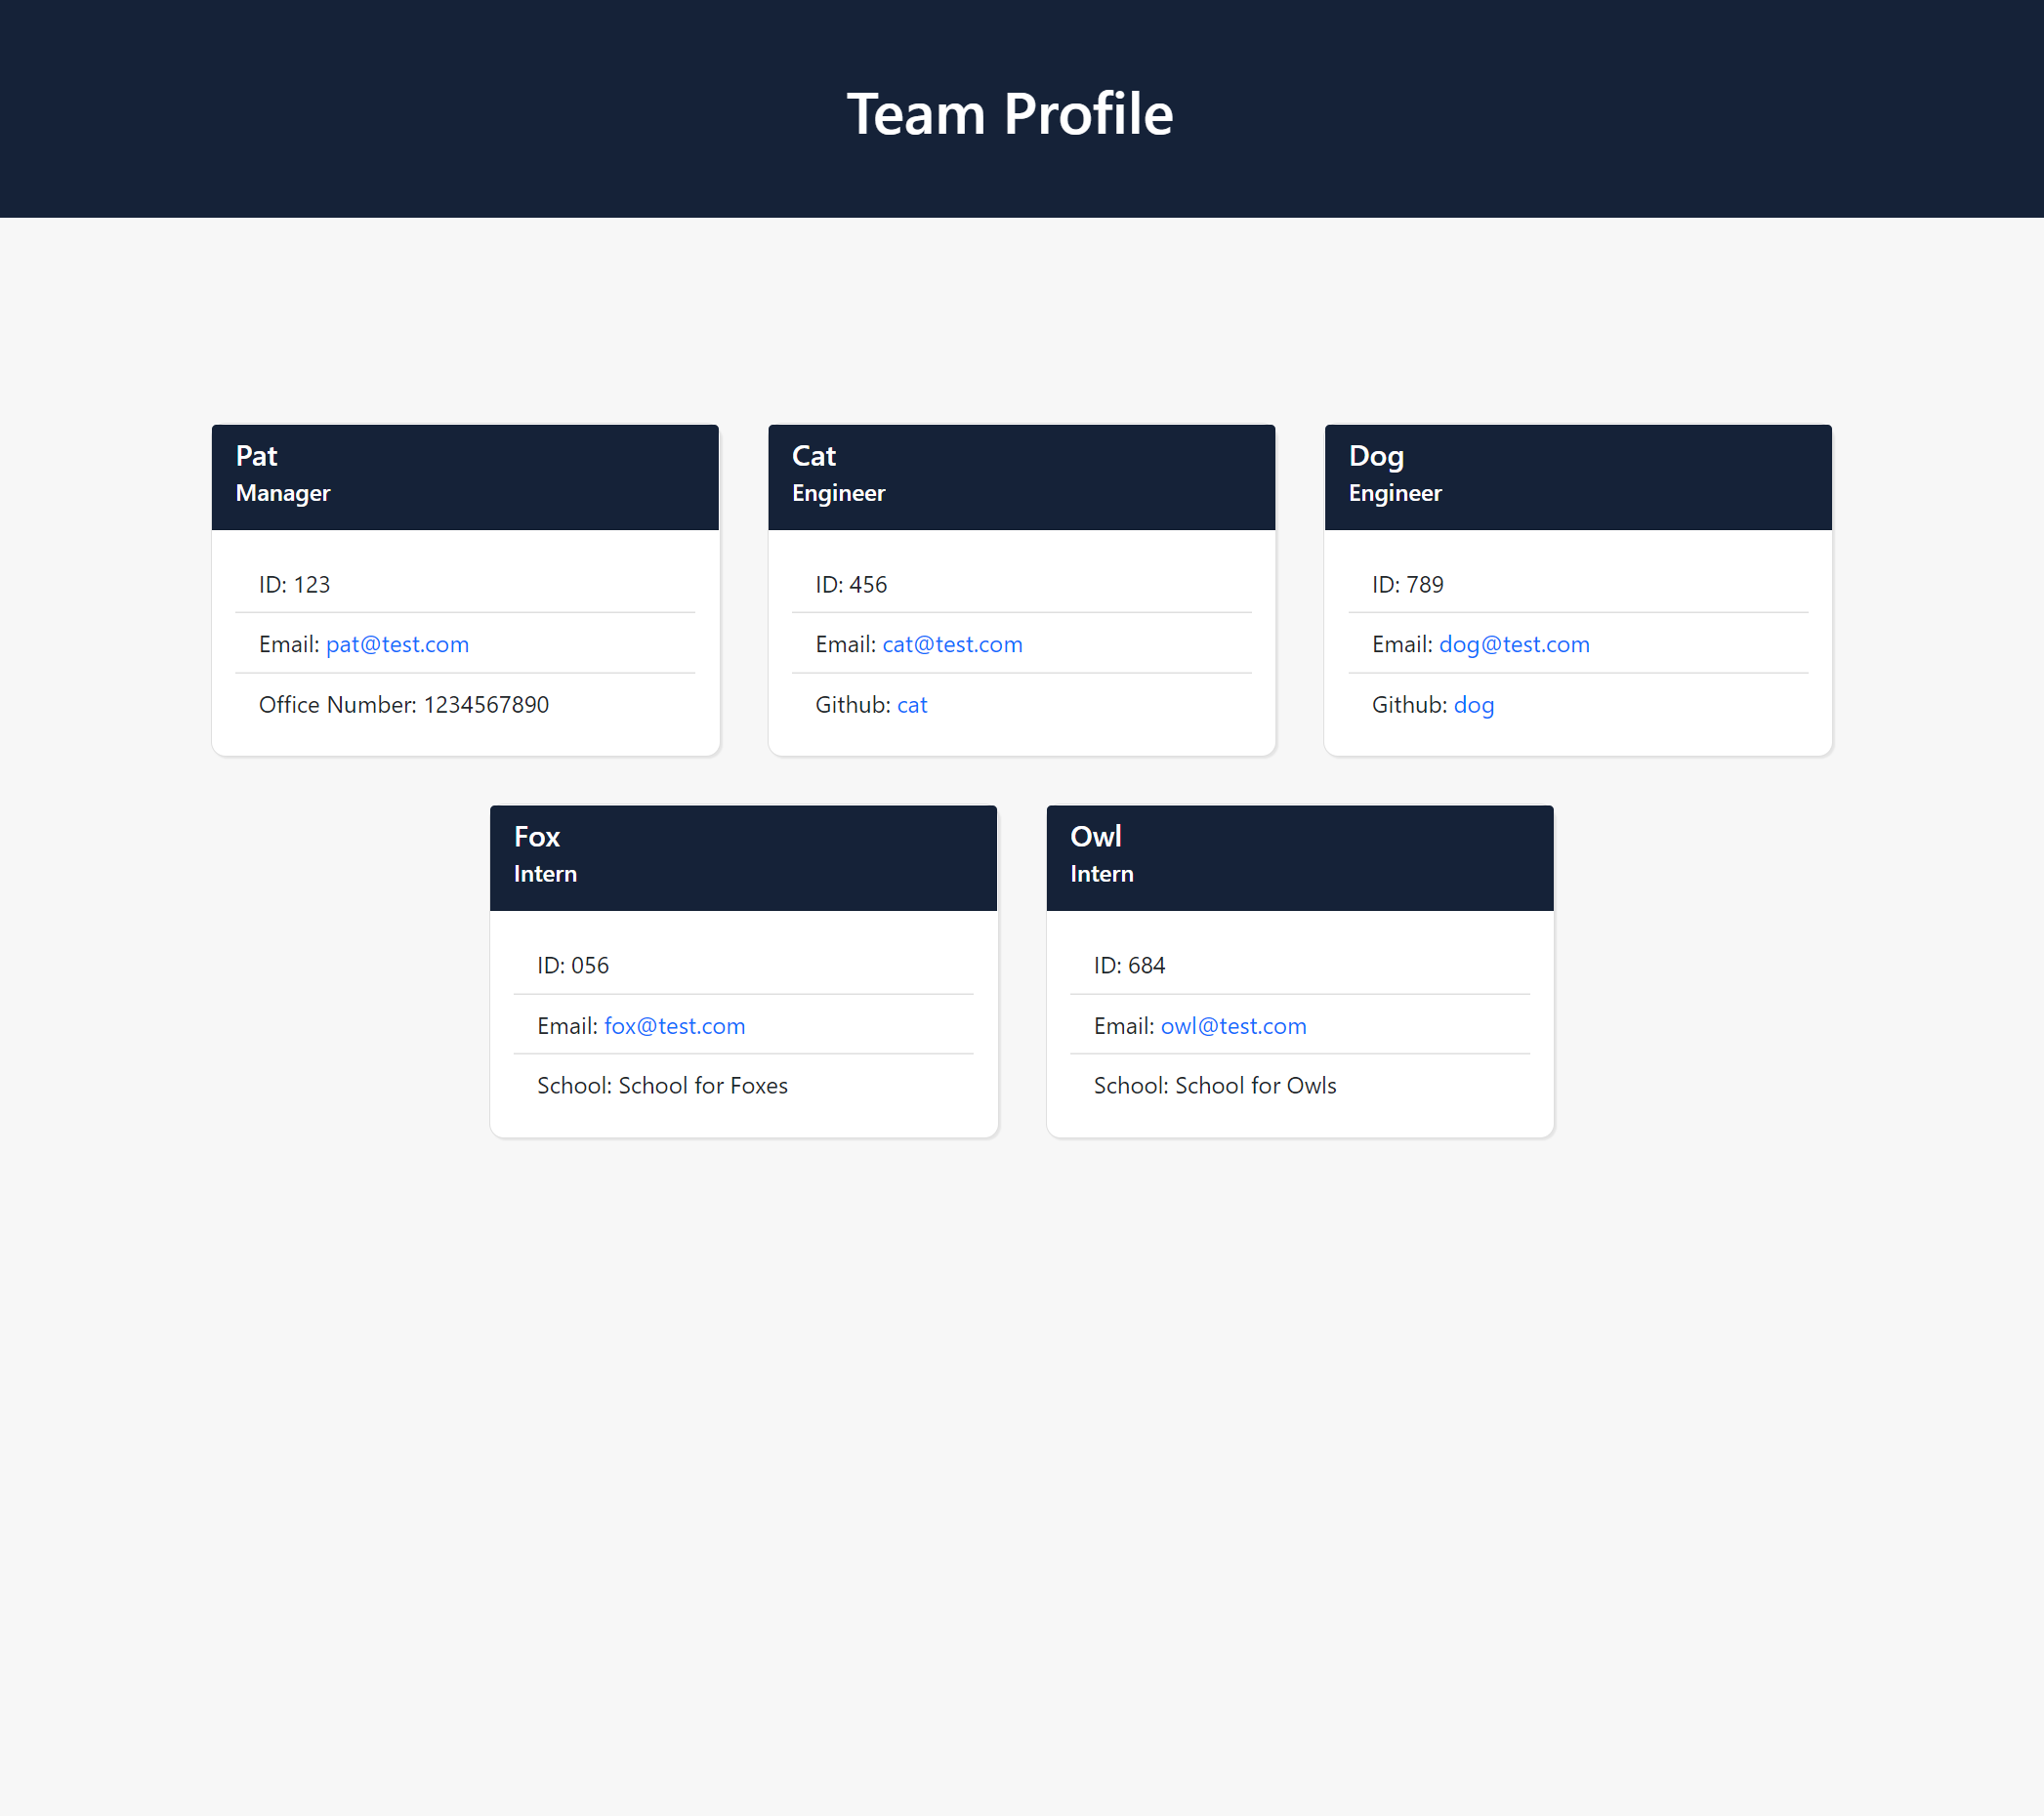 Team Profile
Pat
Manager
ID: 123
Email: pat@test.com
Office Number: 1234567890
Cat
Engineer
ID: 456
Email: cat@test.com
Github: cat
Dog
Engineer
ID: 789
Email: dog@test.com
Github: dog
Fox
Intern
ID: 056
Email: fox@test.com
School: School for Foxes
Owl
Intern
ID: 684
Email: owl@test.com
School: School for Owls